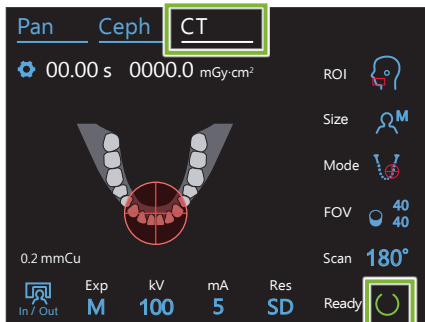 Pan Ceph CT
00.00 s 0000.0 mGy·cm²
ROI
Size M
Mode
FOV 40
40
0.2 mmCu
Scan 180°
In / Out
Exp kV mA Res
M 100 5 SD
Ready